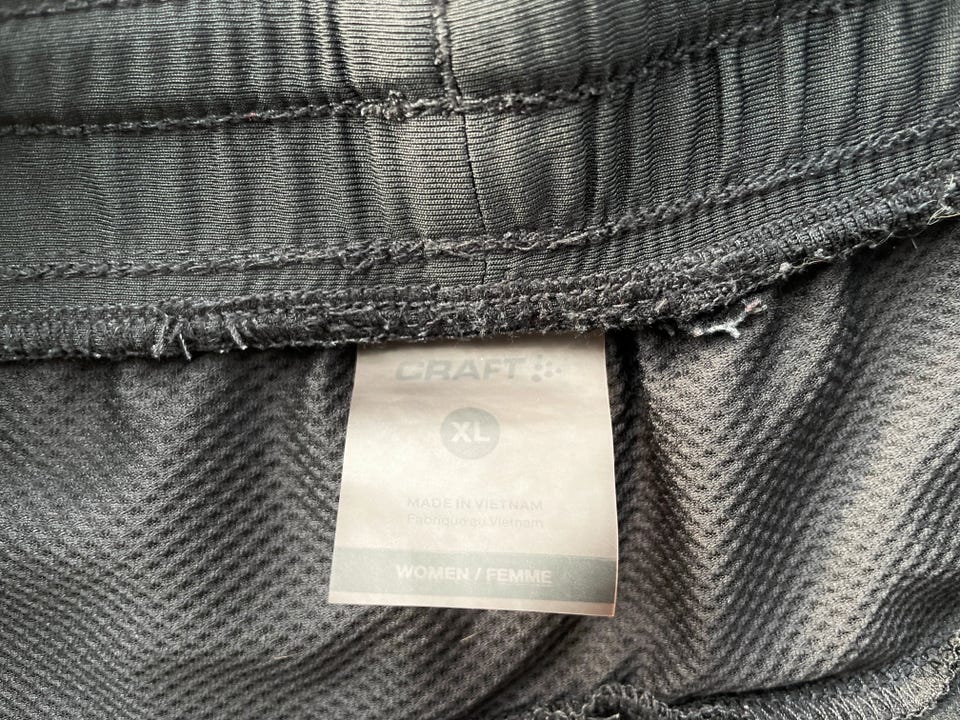 CRAFT
XL
MADE IN VIETNAM
Fabriqué au Vietnam
WOMEN / FEMME